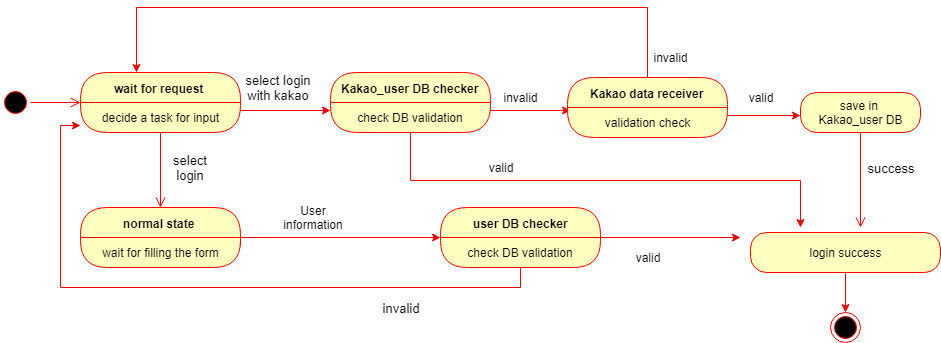 invalid
wait for request
decide a task for input
select login
with kakao
Kakao_user DB checker
check DB validation
invalid
Kakao data receiver
validation check
valid
save in
Kakao_user DB
select
login
valid
success
normal state
wait for filling the form
User
information
user DB checker
check DB validation
valid
login success
invalid